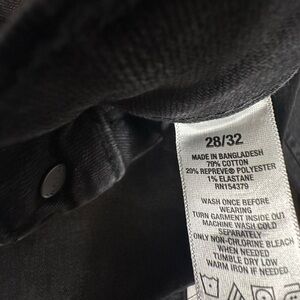 28/32
MADE IN BANGLADESH
79% COTTON
20% REPREVE® POLYESTER
1% ELASTANE
RN154379
WASH ONCE BEFORE
WEARING
TURN GARMENT INSIDE OUT
MACHINE WASH COLD
SEPARATELY
ONLY NON-CHLORINE BLEACH
WHEN NEEDED
TUMBLE DRY LOW
WARM IRON IF NEEDED.